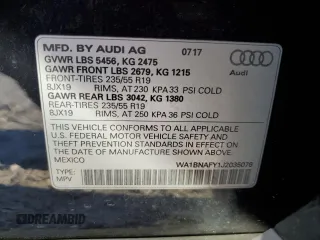 MFD. BY AUDI AG 07/17
GVWR LBS 5456, KG 2475
GAWR FRONT LBS 2679, KG 1215
FRONT-TIRES 235/55 R19
8JX19 RIMS, AT 230 KPA 33 PSI COLD
GAWR REAR LBS 3042, KG 1380
REAR-TIRES 235/55 R19
8JX19 RIMS, AT 250 KPA 36 PSI COLD
THIS VEHICLE CONFORMS TO ALL APPLICABLE
U.S. FEDERAL MOTOR VEHICLE SAFETY AND
THEFT PREVENTION STANDARDS IN EFFECT
ON THE DATE OF MANUFACTURE SHOWN ABOVE.
MEXICO WA1BNAFY1J2035078
TYPE:
MPV
Audi
DREAMBID